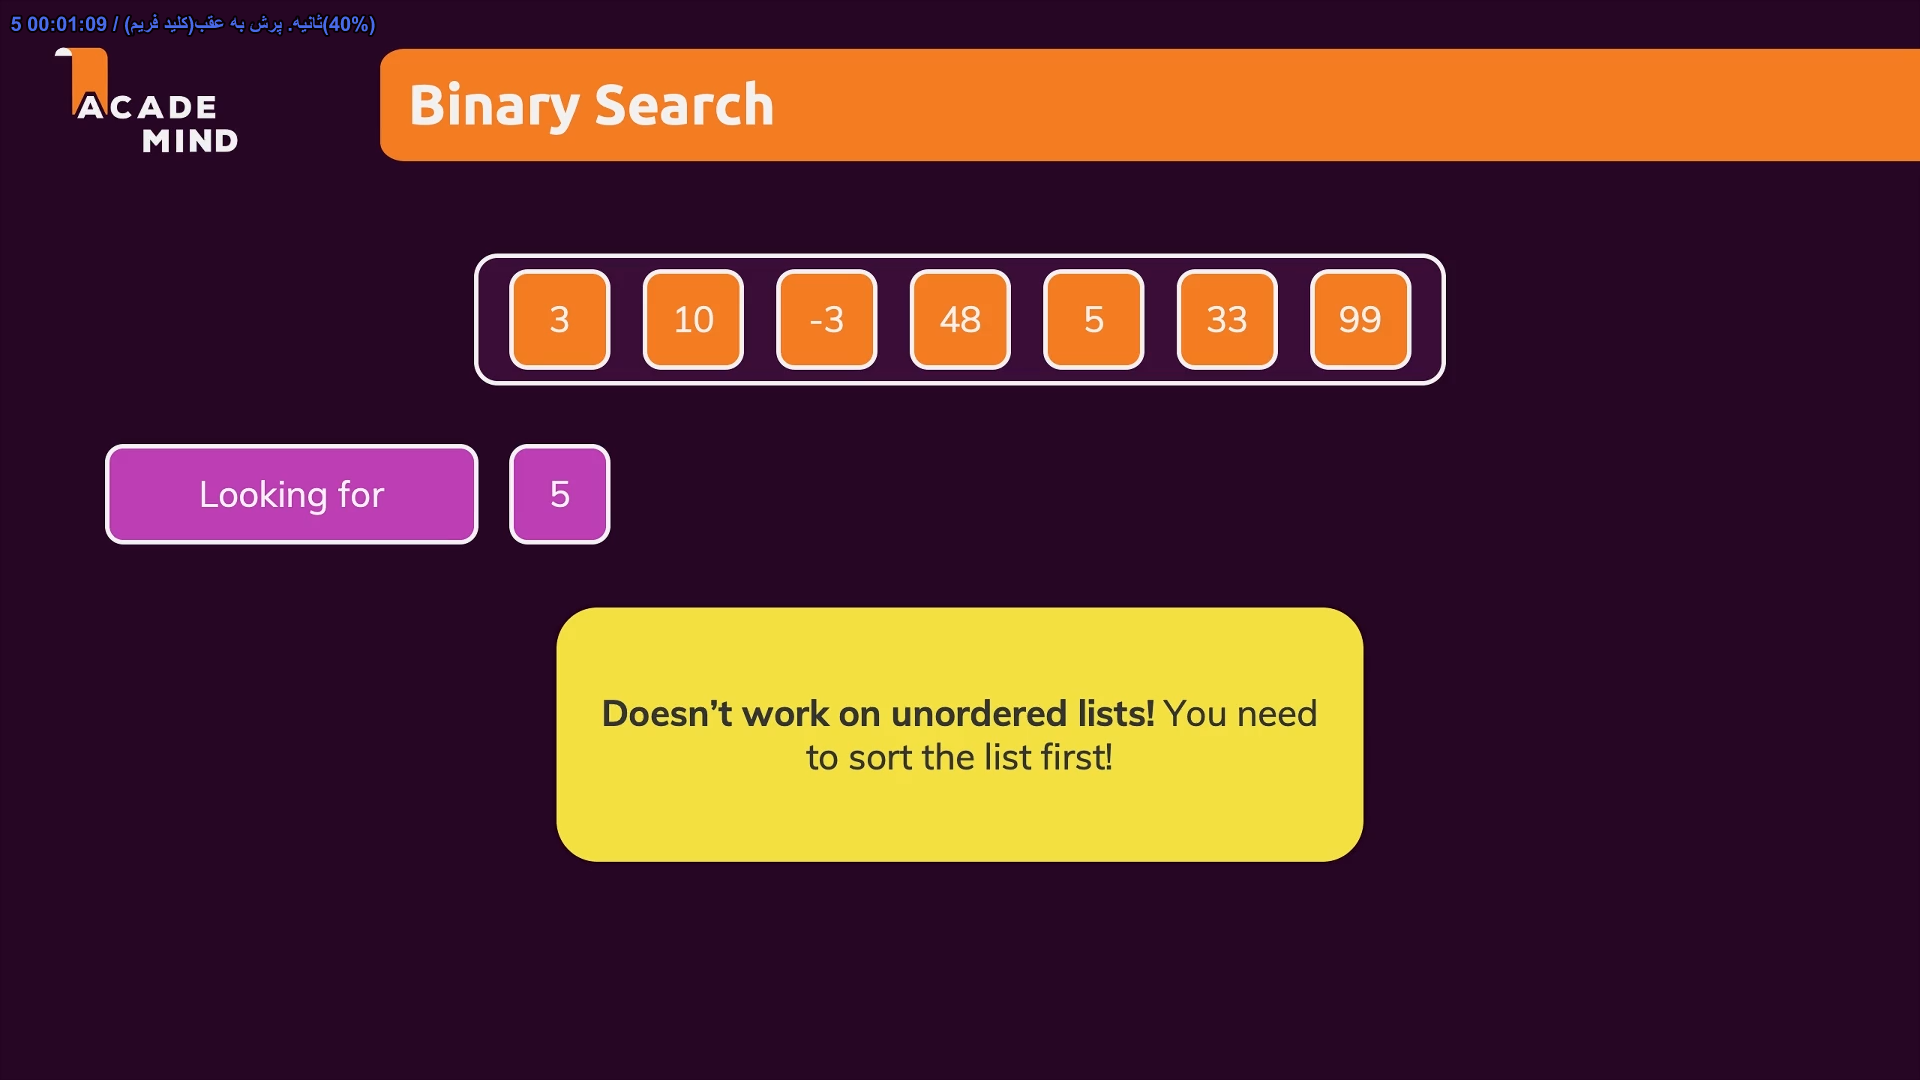 5 00:01:09 / (کلید فریم)ثانیه. پرش به عقب(40%)
ACADE
MIND
Binary Search
3 10 -3 48 5 33 99
Looking for 5
Doesn’t work on unordered lists! You need
to sort the list first!